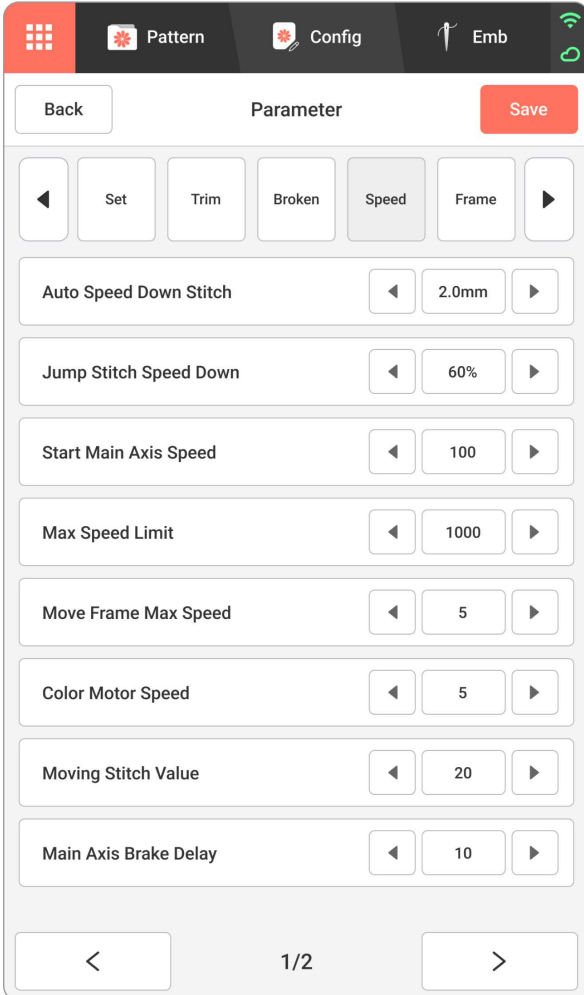 Pattern Config Emb
Back Parameter Save
Set Trim Broken Speed Frame
Auto Speed Down Stitch 2.0mm
Jump Stitch Speed Down 60%
Start Main Axis Speed 100
Max Speed Limit 1000
Move Frame Max Speed 5
Color Motor Speed 5
Moving Stitch Value 20
Main Axis Brake Delay 10
1/2